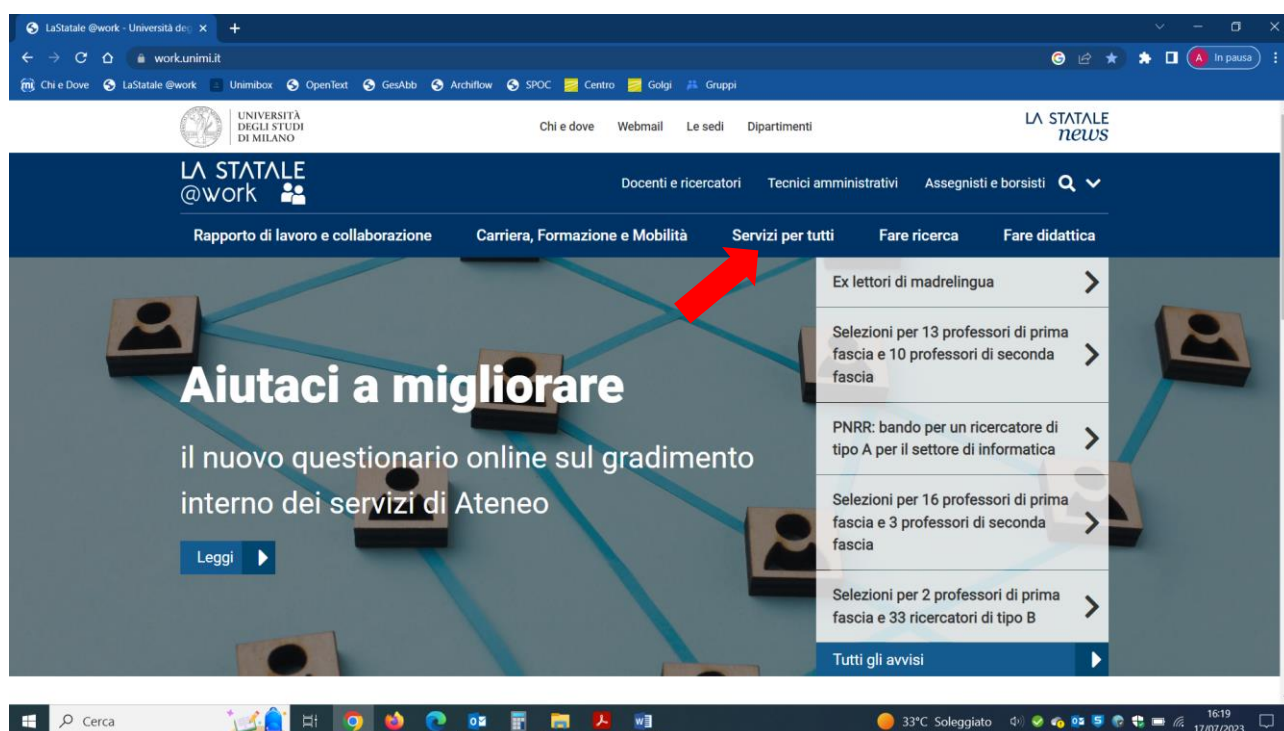 LaStatale @work - Università deg
work.unimi.it
A In pausa
mi Chi e Dove LaStatale @work Unimibox OpenText GesAbb Archiflow SPOC Centro Golgi Gruppi
UNIVERSITÀ
DEGLI STUDI
DI MILANO
Chi e dove Webmail Le sedi Dipartimenti
LA STATALE
news
LA STATALE
@work
Docenti e ricercatori Tecnici amministrativi Assegnisti e borsisti
Rapporto di lavoro e collaborazione Carriera, Formazione e Mobilità Servizi per tutti Fare ricerca Fare didattica
Aiutaci a migliorare
il nuovo questionario online sul gradimento
interno dei servizi di Ateneo
Leggi
Ex lettori di madrelingua
Selezioni per 13 professori di prima
fascia e 10 professori di seconda
fascia
PNRR: bando per un ricercatore di
tipo A per il settore di informatica
Selezioni per 16 professori di prima
fascia e 3 professori di seconda
fascia
Selezioni per 2 professori di prima
fascia e 33 ricercatori di tipo B
Tutti gli avvisi
Cerca
33°C Soleggiato
16:19
17/07/2023